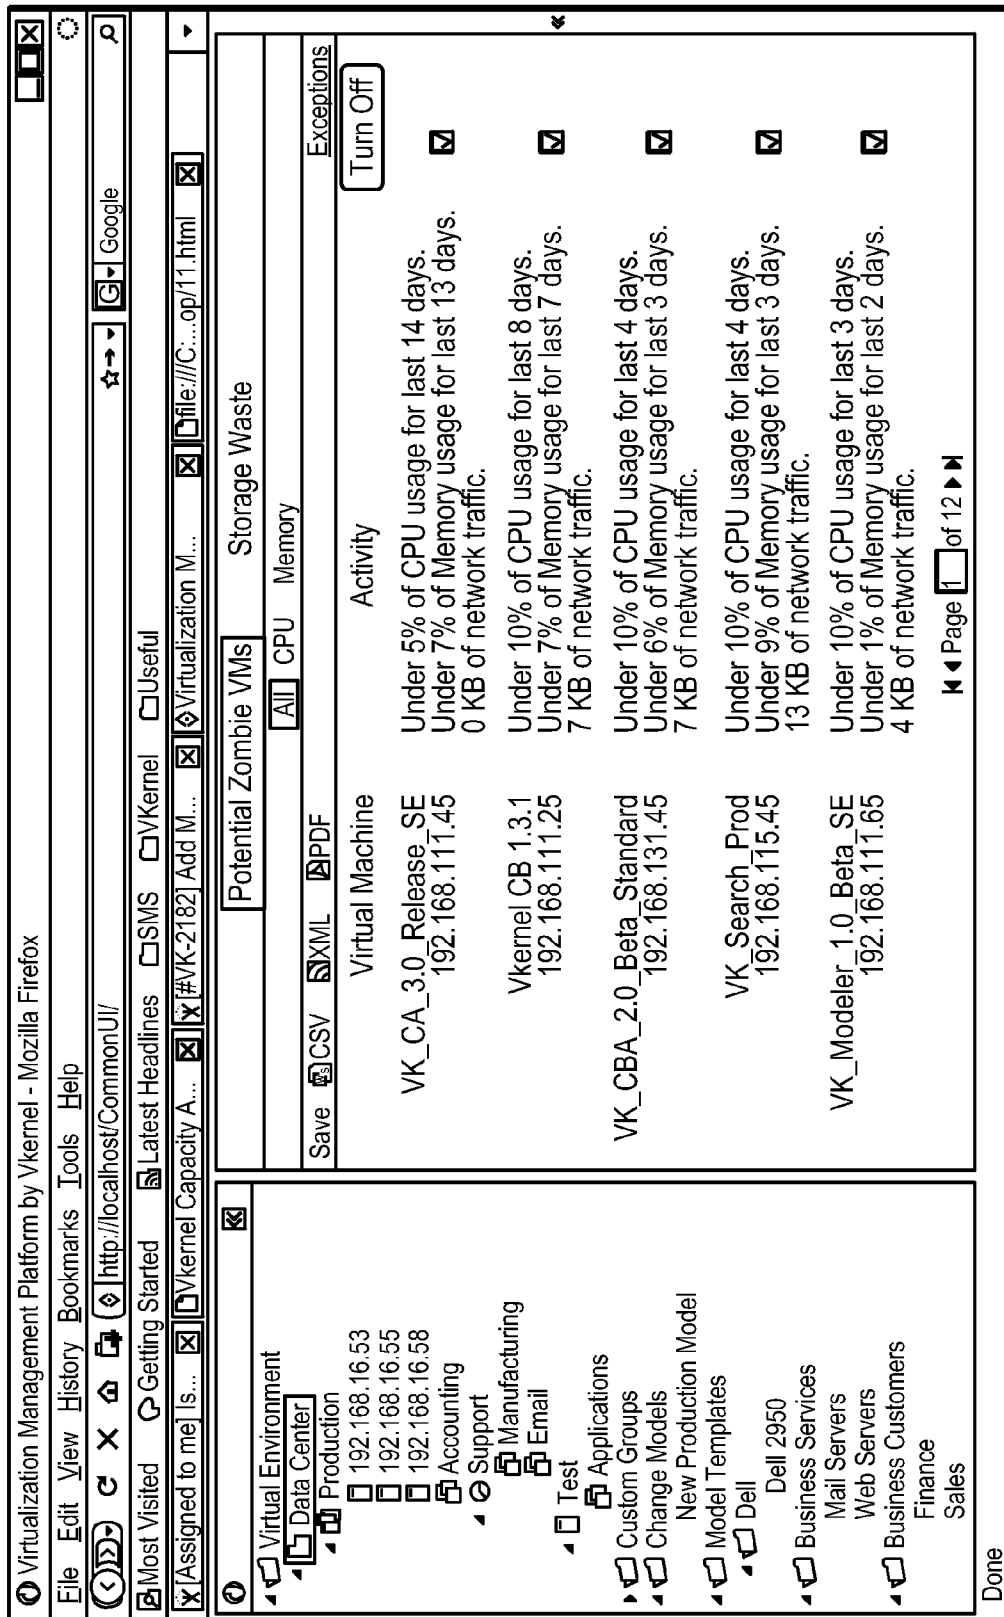 Virtualization Management Platform by Vkernel - Mozilla Firefox
File Edit View History Bookmarks Tools Help
http://localhost/CommonUI/ G Google
Most Visited Getting Started Latest Headlines SMS VKernel Useful
[Assigned to me] Is... Vkernel Capacity A... [#VK-2182] Add M... Virtualization M... file:///C:...op/11.html
Virtual Environment
Data Center
Production
192.168.16.53
192.168.16.55
192.168.16.58
Accounting
Support
Manufacturing
Email
Test
Applications
Custom Groups
Change Models
New Production Model
Model Templates
Dell
Dell 2950
Business Services
Mail Servers
Web Servers
Business Customers
Finance
Sales
Potential Zombie VMs Storage Waste
All CPU Memory
Save CSV XML PDF Exceptions
Virtual Machine Activity Turn Off
VK_CA_3.0_Release_SE Under 5% of CPU usage for last 14 days.
192.168.111.45 Under 7% of Memory usage for last 13 days.
0 KB of network traffic.
Vkernel CB 1.3.1 Under 10% of CPU usage for last 8 days.
192.168.111.25 Under 7% of Memory usage for last 7 days.
7 KB of network traffic.
VK_CBA_2.0_Beta_Standard Under 10% of CPU usage for last 4 days.
192.168.131.45 Under 6% of Memory usage for last 3 days.
7 KB of network traffic.
VK_Search_Prod Under 10% of CPU usage for last 4 days.
192.168.115.45 Under 9% of Memory usage for last 3 days.
13 KB of network traffic.
VK_Modeler_1.0_Beta_SE Under 10% of CPU usage for last 3 days.
192.168.111.65 Under 1% of Memory usage for last 2 days.
4 KB of network traffic.
Page 1 of 12
Done